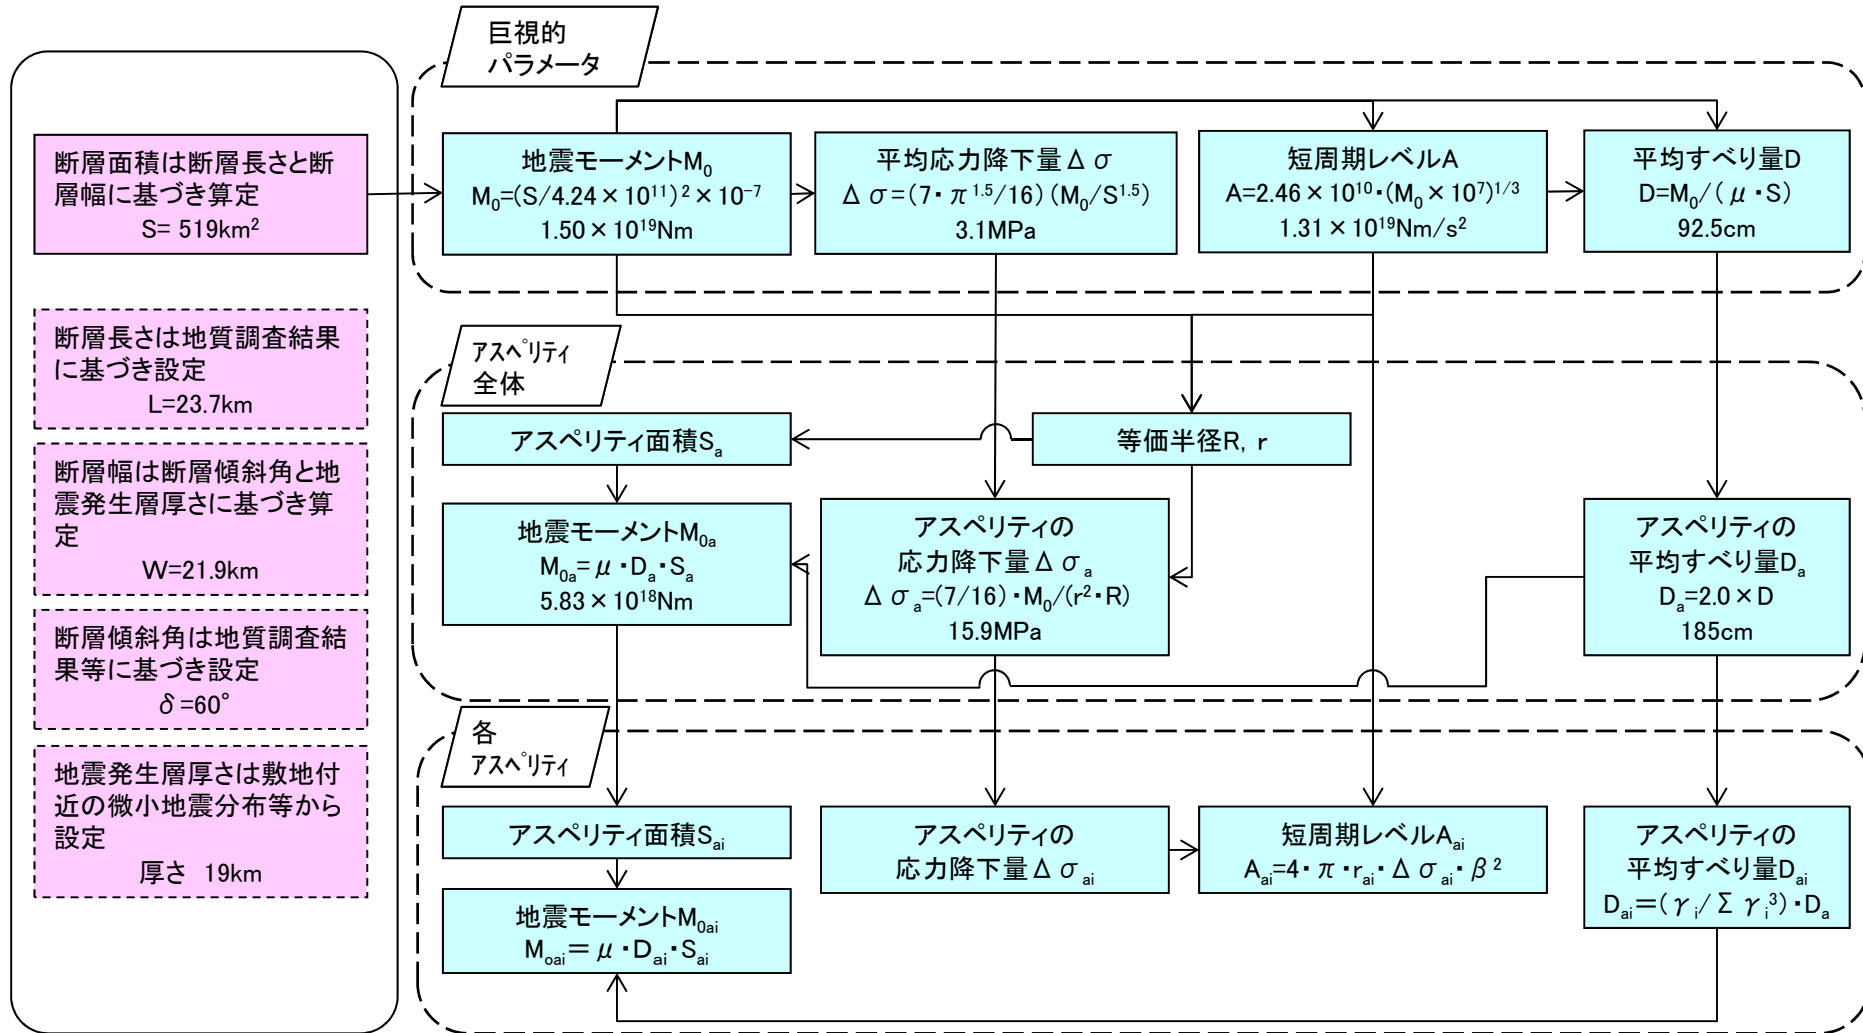 断層面積は断層長さと断
層幅に基づき算定
S= 519km²
断層長さは地質調査結果
に基づき設定
L=23.7km
断層幅は断層傾斜角と地
震発生層厚さに基づき算
定
W=21.9km
断層傾斜角は地質調査結
果等に基づき設定
δ=60°
地震発生層厚さは敷地付
近の微小地震分布等から
設定
厚さ 19km
巨視的
パラメータ
地震モーメントM₀
M₀=(S/4.24×10¹¹)²×10⁻⁷
1.50×10¹⁹Nm
平均応力降下量Δσ
Δσ=(7・π^1.5/16)(M₀/S^1.5)
3.1MPa
短周期レベルA
A=2.46×10¹⁰・(M₀×10⁷)^1/3
1.31×10¹⁹Nm/s²
平均すべり量D
D=M₀/(μ・S)
92.5cm
アスペリティ
全体
アスペリティ面積Sₐ
等価半径R, r
地震モーメントM₀ₐ
M₀ₐ=μ・Dₐ・Sₐ
5.83×10¹⁸Nm
アスペリティの
応力降下量Δσₐ
Δσₐ=(7/16)・M₀/(r²・R)
15.9MPa
アスペリティの
平均すべり量Dₐ
Dₐ=2.0×D
185cm
各
アスペリティ
アスペリティ面積Sₐᵢ
地震モーメントM₀ₐᵢ
Mₒₐᵢ=μ・Dₐᵢ・Sₐᵢ
アスペリティの
応力降下量Δσₐᵢ
短周期レベルAₐᵢ
Aₐᵢ=4・π・rₐᵢ・Δσₐᵢ・β²
アスペリティの
平均すべり量Dₐᵢ
Dₐᵢ=(γᵢ/Σγᵢ³)・Dₐ